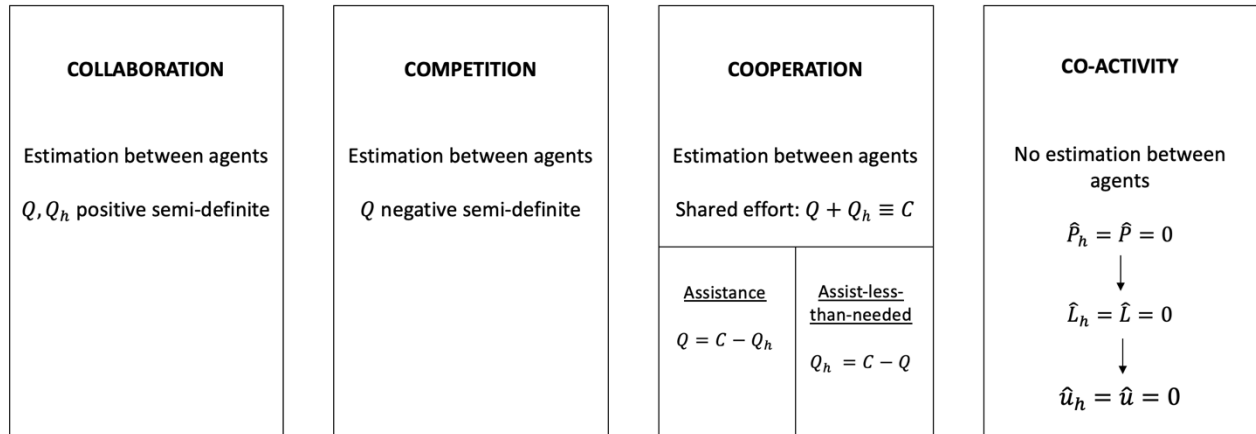 COLLABORATION
Estimation between agents
Q, Q_h positive semi-definite
COMPETITION
Estimation between agents
Q negative semi-definite
COOPERATION
Estimation between agents
Shared effort: Q + Q_h ≡ C
Assistance
Q = C − Q_h
Assist-less-
than-needed
Q_h = C − Q
CO-ACTIVITY
No estimation between
agents
P̂_h = P̂ = 0
L̂_h = L̂ = 0
û_h = û = 0